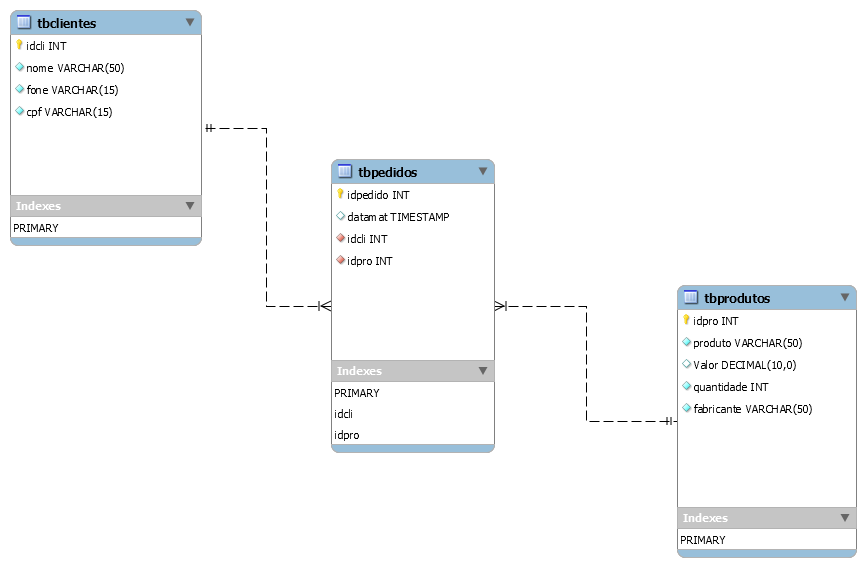 tbclientes
idcli INT
nome VARCHAR(50)
fone VARCHAR(15)
cpf VARCHAR(15)
Indexes
PRIMARY
tbpedidos
idpedido INT
datamat TIMESTAMP
idcli INT
idpro INT
Indexes
PRIMARY
idcli
idpro
tbprodutos
idpro INT
produto VARCHAR(50)
Valor DECIMAL(10,0)
quantidade INT
fabricante VARCHAR(50)
Indexes
PRIMARY